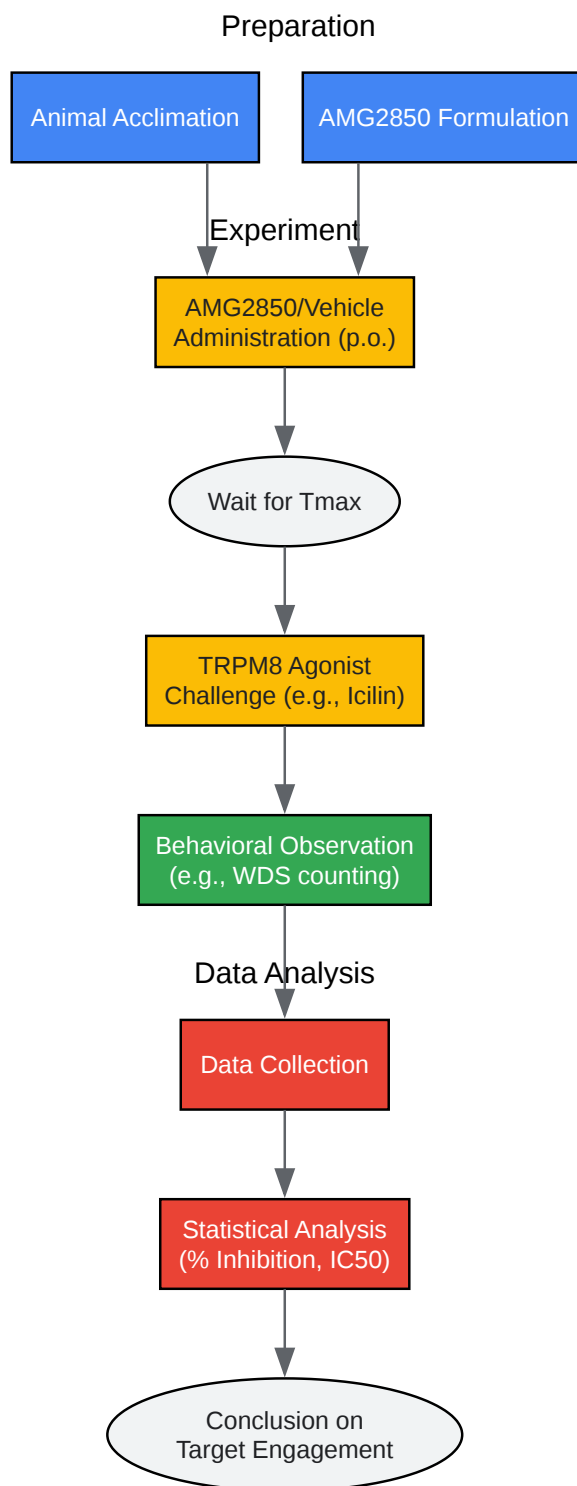 Preparation
Animal Acclimation
AMG2850 Formulation
Experiment
AMG2850/Vehicle
Administration (p.o.)
Wait for Tmax
TRPM8 Agonist
Challenge (e.g., Icilin)
Behavioral Observation
(e.g., WDS counting)
Data Analysis
Data Collection
Statistical Analysis
(% Inhibition, IC50)
Conclusion on
Target Engagement